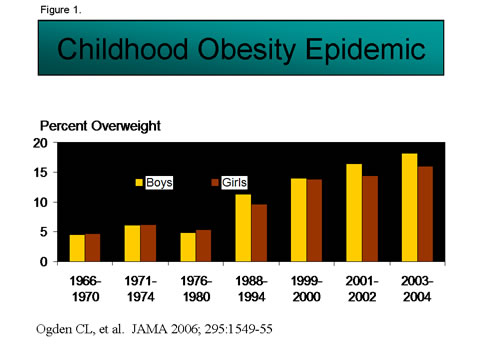 Figure 1.
Childhood Obesity Epidemic
Percent Overweight
20
15
10
5
0
Boys Girls
1966- 1971- 1976- 1988- 1999- 2001- 2003-
1970 1974 1980 1994 2000 2002 2004
Ogden CL, et al. JAMA 2006; 295:1549-55